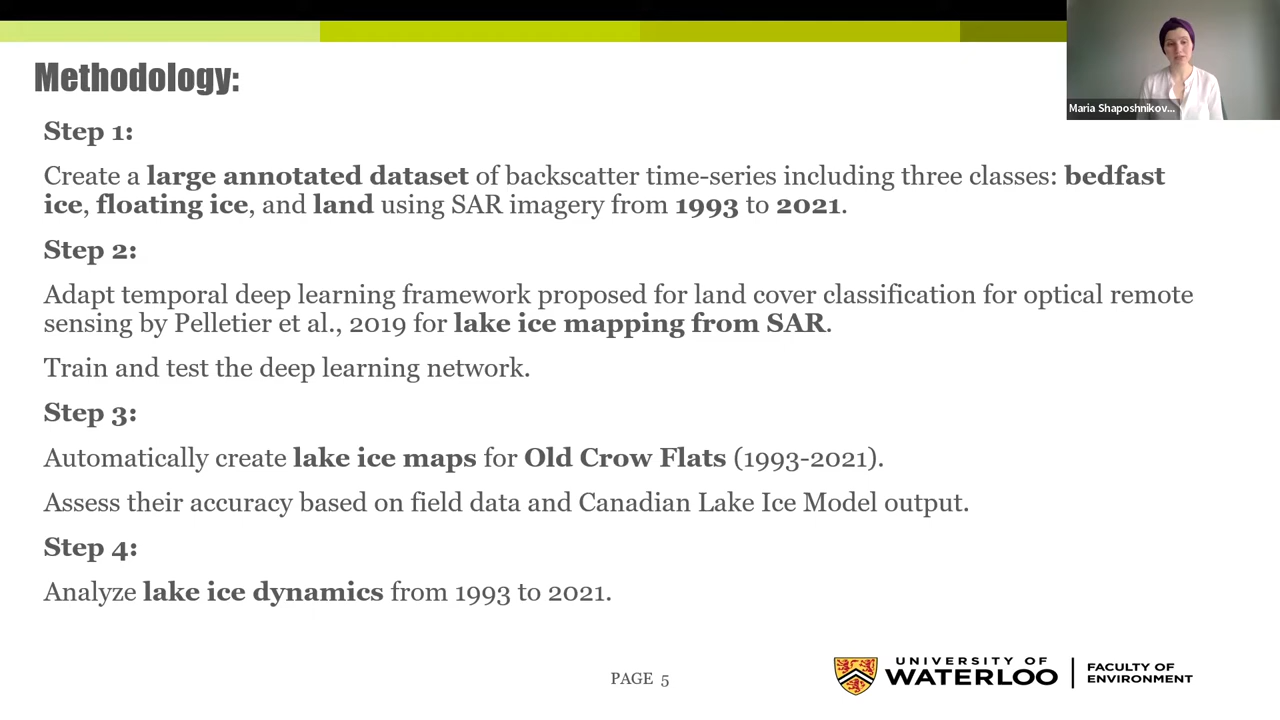 Maria Shaposhnikov...
Methodology:
Step 1:
Create a large annotated dataset of backscatter time-series including three classes: bedfast
ice, floating ice, and land using SAR imagery from 1993 to 2021.
Step 2:
Adapt temporal deep learning framework proposed for land cover classification for optical remote
sensing by Pelletier et al., 2019 for lake ice mapping from SAR.
Train and test the deep learning network.
Step 3:
Automatically create lake ice maps for Old Crow Flats (1993-2021).
Assess their accuracy based on field data and Canadian Lake Ice Model output.
Step 4:
Analyze lake ice dynamics from 1993 to 2021.
PAGE 5
UNIVERSITY OF
WATERLOO
FACULTY OF
ENVIRONMENT